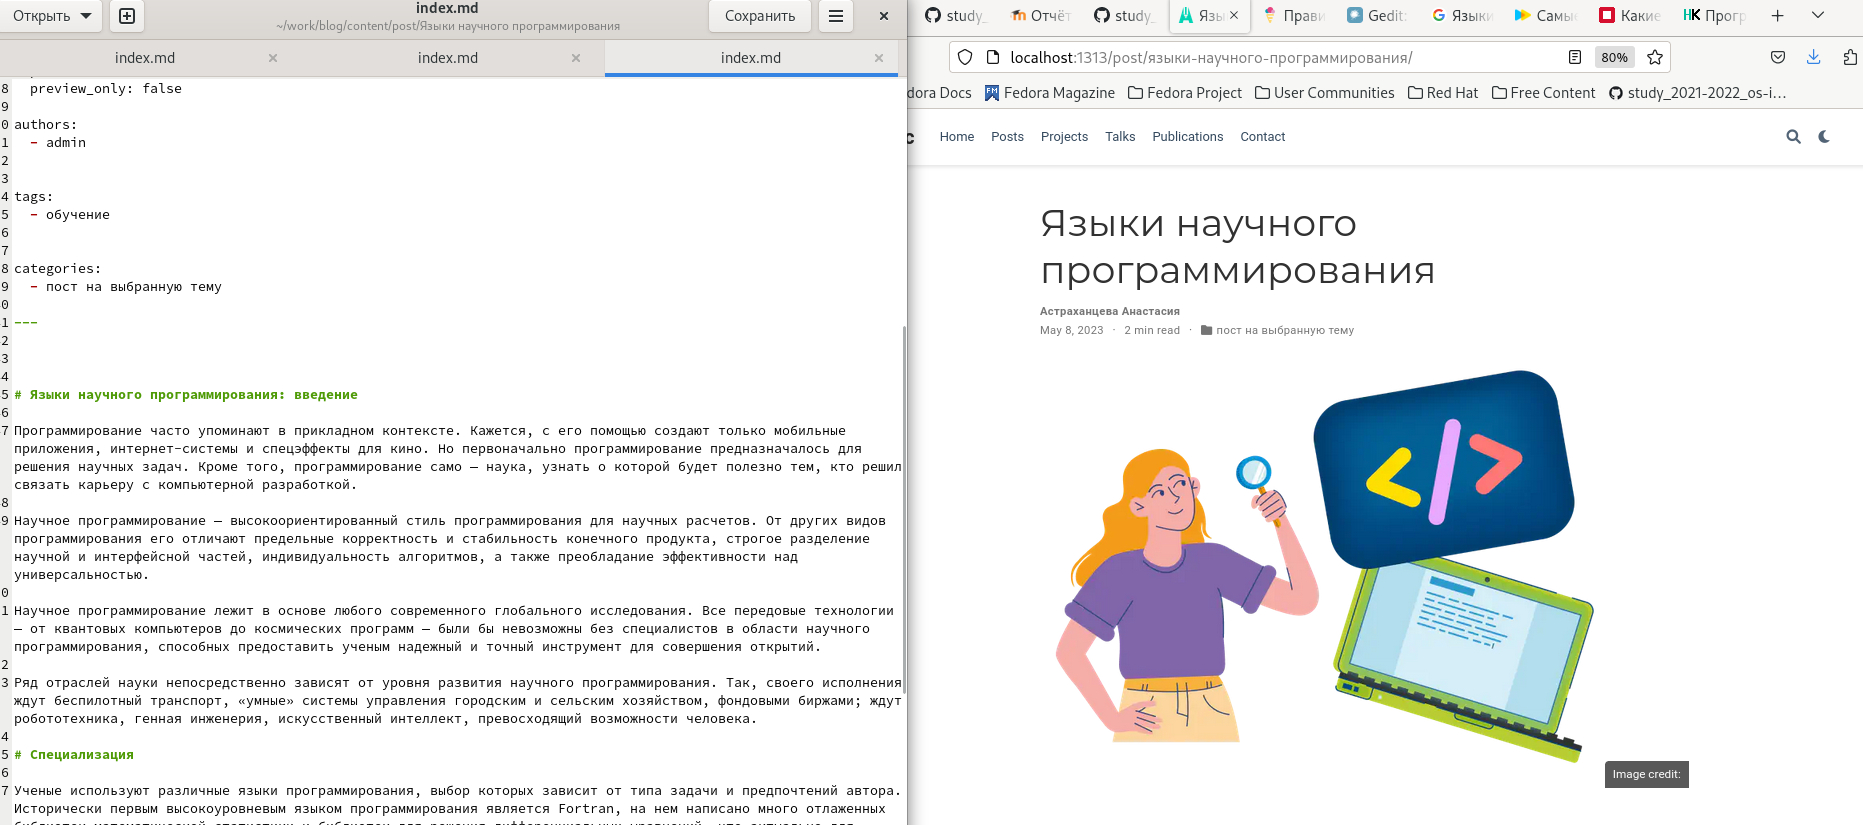 Открыть
index.md
~/work/blog/content/post/Языки научного программирования
Сохранить
index.md
index.md
index.md
8 preview_only: false
9
0 authors:
1 - admin
2
3
4 tags:
5 - обучение
6
7
8 categories:
9 - пост на выбранную тему
0
1 ---
2
3
4
5 # Языки научного программирования: введение
6
7 Программирование часто упоминают в прикладном контексте. Кажется, с его помощью создают только мобильные
приложения, интернет-системы и спецэффекты для кино. Но первоначально программирование предназначалось для
решения научных задач. Кроме того, программирование само — наука, узнать о которой будет полезно тем, кто решил
связать карьеру с компьютерной разработкой.
8
9 Научное программирование — высокоориентированный стиль программирования для научных расчетов. От других видов
программирования его отличают предельные корректность и стабильность конечного продукта, строгое разделение
научной и интерфейсной частей, индивидуальность алгоритмов, а также преобладание эффективности над
универсальностью.
0
1 Научное программирование лежит в основе любого современного глобального исследования. Все передовые технологии
— от квантовых компьютеров до космических программ — были бы невозможны без специалистов в области научного
программирования, способных предоставить ученым надежный и точный инструмент для совершения открытий.
2
3 Ряд отраслей науки непосредственно зависят от уровня развития научного программирования. Так, своего исполнения
ждут беспилотный транспорт, «умные» системы управления городским и сельским хозяйством, фондовыми биржами; ждут
робототехника, генная инженерия, искусственный интеллект, превосходящий возможности человека.
4
5 # Специализация
6
7 Ученые используют различные языки программирования, выбор которых зависит от типа задачи и предпочтений автора.
Исторически первым высокоуровневым языком программирования является Fortran, на нем написано много отлаженных
study_
Отчёт
study_
Язы
Прави
Gedit:
Языки
Самые
Какие
Прогр
localhost:1313/post/языки-научного-программирования/
80%
dora Docs
Fedora Magazine
Fedora Project
User Communities
Red Hat
Free Content
study_2021-2022_os-i…
с Home Posts Projects Talks Publications Contact
Языки научного
программирования
Астраханцева Анастасия
May 8, 2023 · 2 min read · пост на выбранную тему
</>
Image credit: